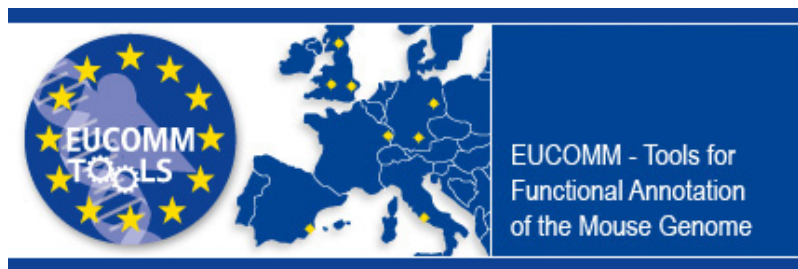 EUCOMM
TOOLS
EUCOMM - Tools for
Functional Annotation
of the Mouse Genome